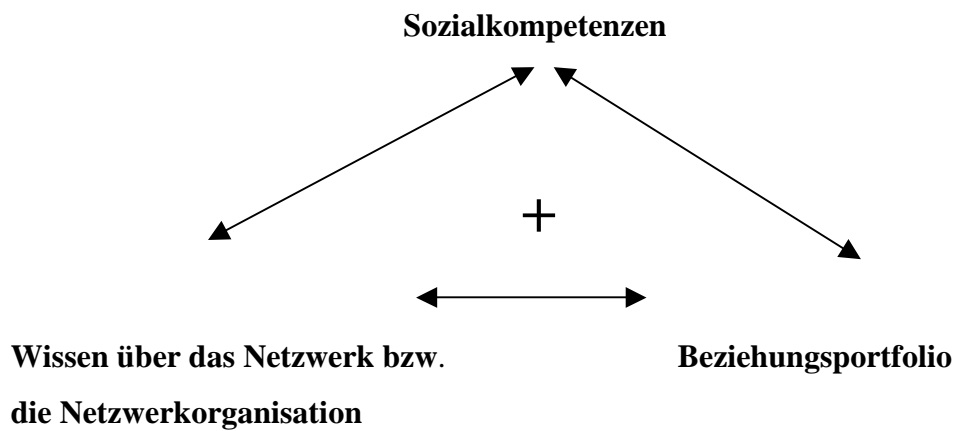 Sozialkompetenzen
+
Wissen über das Netzwerk bzw. Beziehungsportfolio
die Netzwerkorganisation